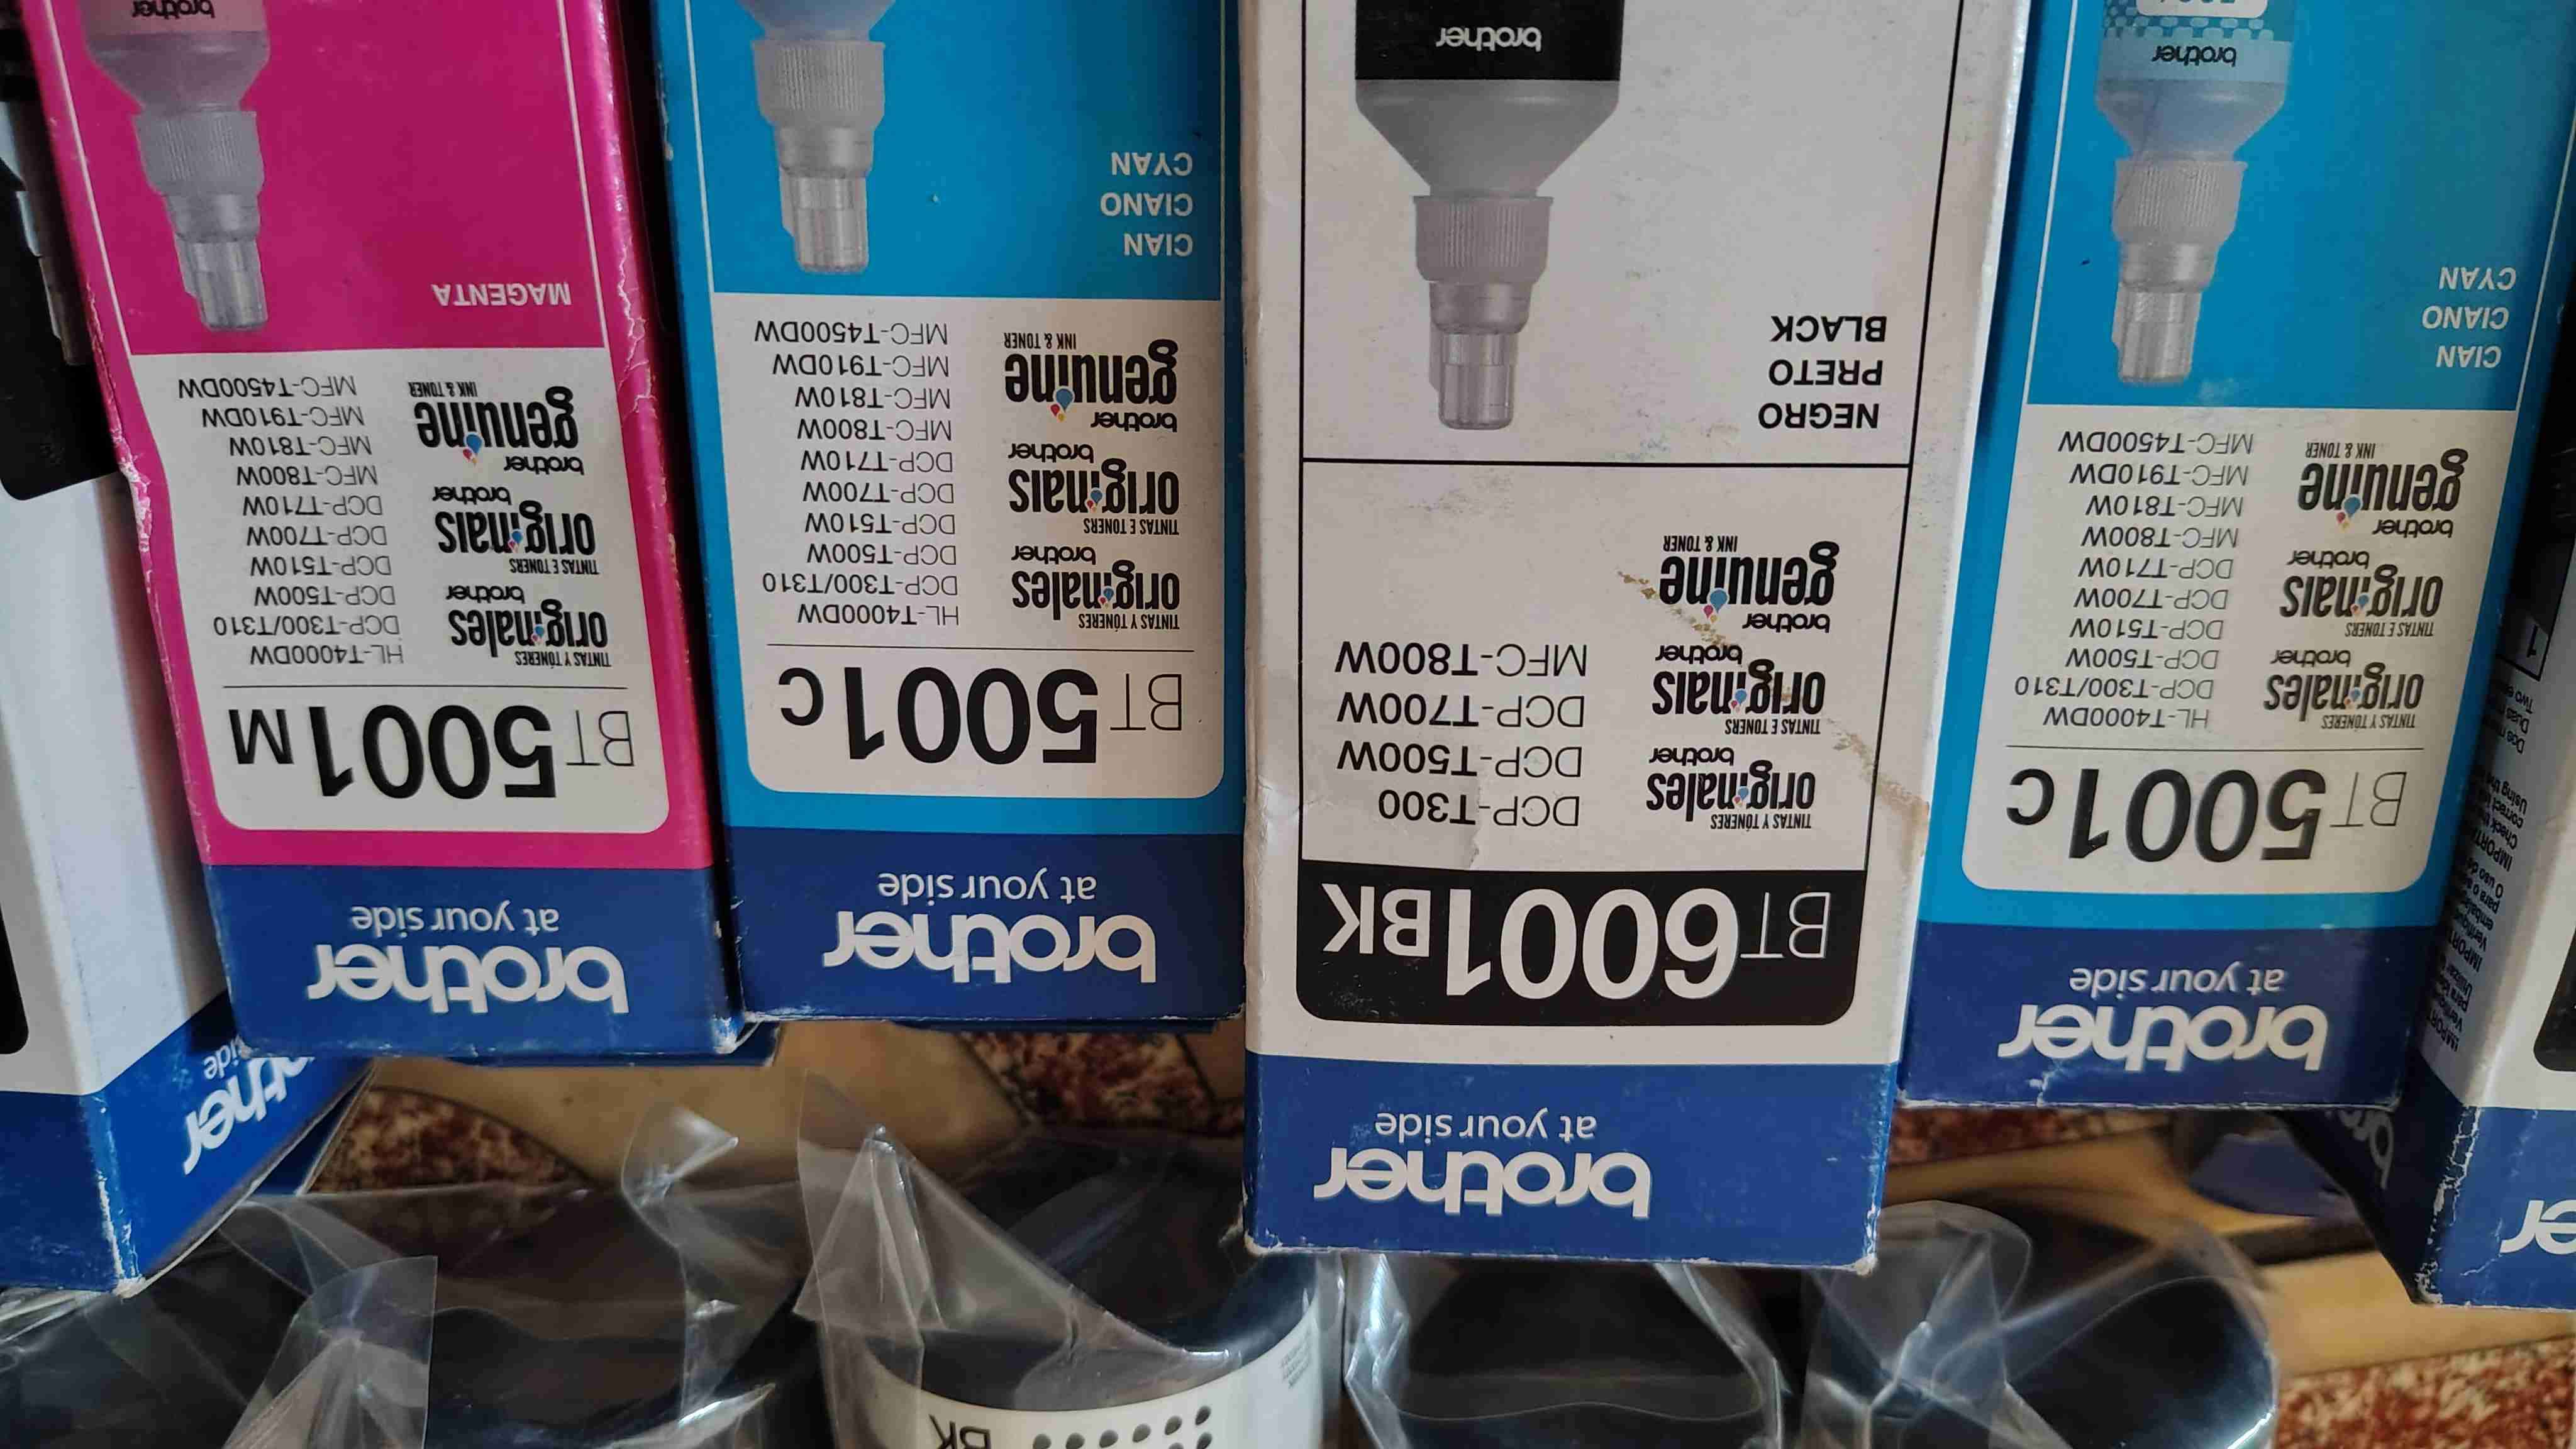 brother
at your side
BT5001M
HL-T4000DW
DCP-T300/T310
DCP-T500W
DCP-T510W
DCP-T700W
DCP-T710W
MFC-T800W
MFC-T810W
MFC-T910DW
MFC-T4500DW
TINTAS Y TÓNERES
originales
brother
TINTAS E TONERS
originais
brother
brother
genuine
INK & TONER
MAGENTA
brother
brother
at your side
BT5001C
HL-T4000DW
DCP-T300/T310
DCP-T500W
DCP-T510W
DCP-T700W
DCP-T710W
MFC-T800W
MFC-T810W
MFC-T910DW
MFC-T4500DW
TINTAS Y TÓNERES
originales
brother
TINTAS E TONERS
originais
brother
brother
genuine
INK & TONER
CIAN
CIANO
CYAN
brother
at your side
BT6001BK
DCP-T300
DCP-T500W
DCP-T700W
MFC-T800W
TINTAS Y TÓNERES
originales
brother
TINTAS E TONERS
originais
brother
brother
genuine
INK & TONER
NEGRO
PRETO
BLACK
brother
brother
at your side
BT5001C
HL-T4000DW
DCP-T300/T310
DCP-T500W
DCP-T510W
DCP-T700W
DCP-T710W
MFC-T800W
MFC-T810W
MFC-T910DW
MFC-T4500DW
TINTAS Y TÓNERES
originales
brother
TINTAS E TONERS
originais
brother
brother
genuine
INK & TONER
CIAN
CIANO
CYAN
brother
BK